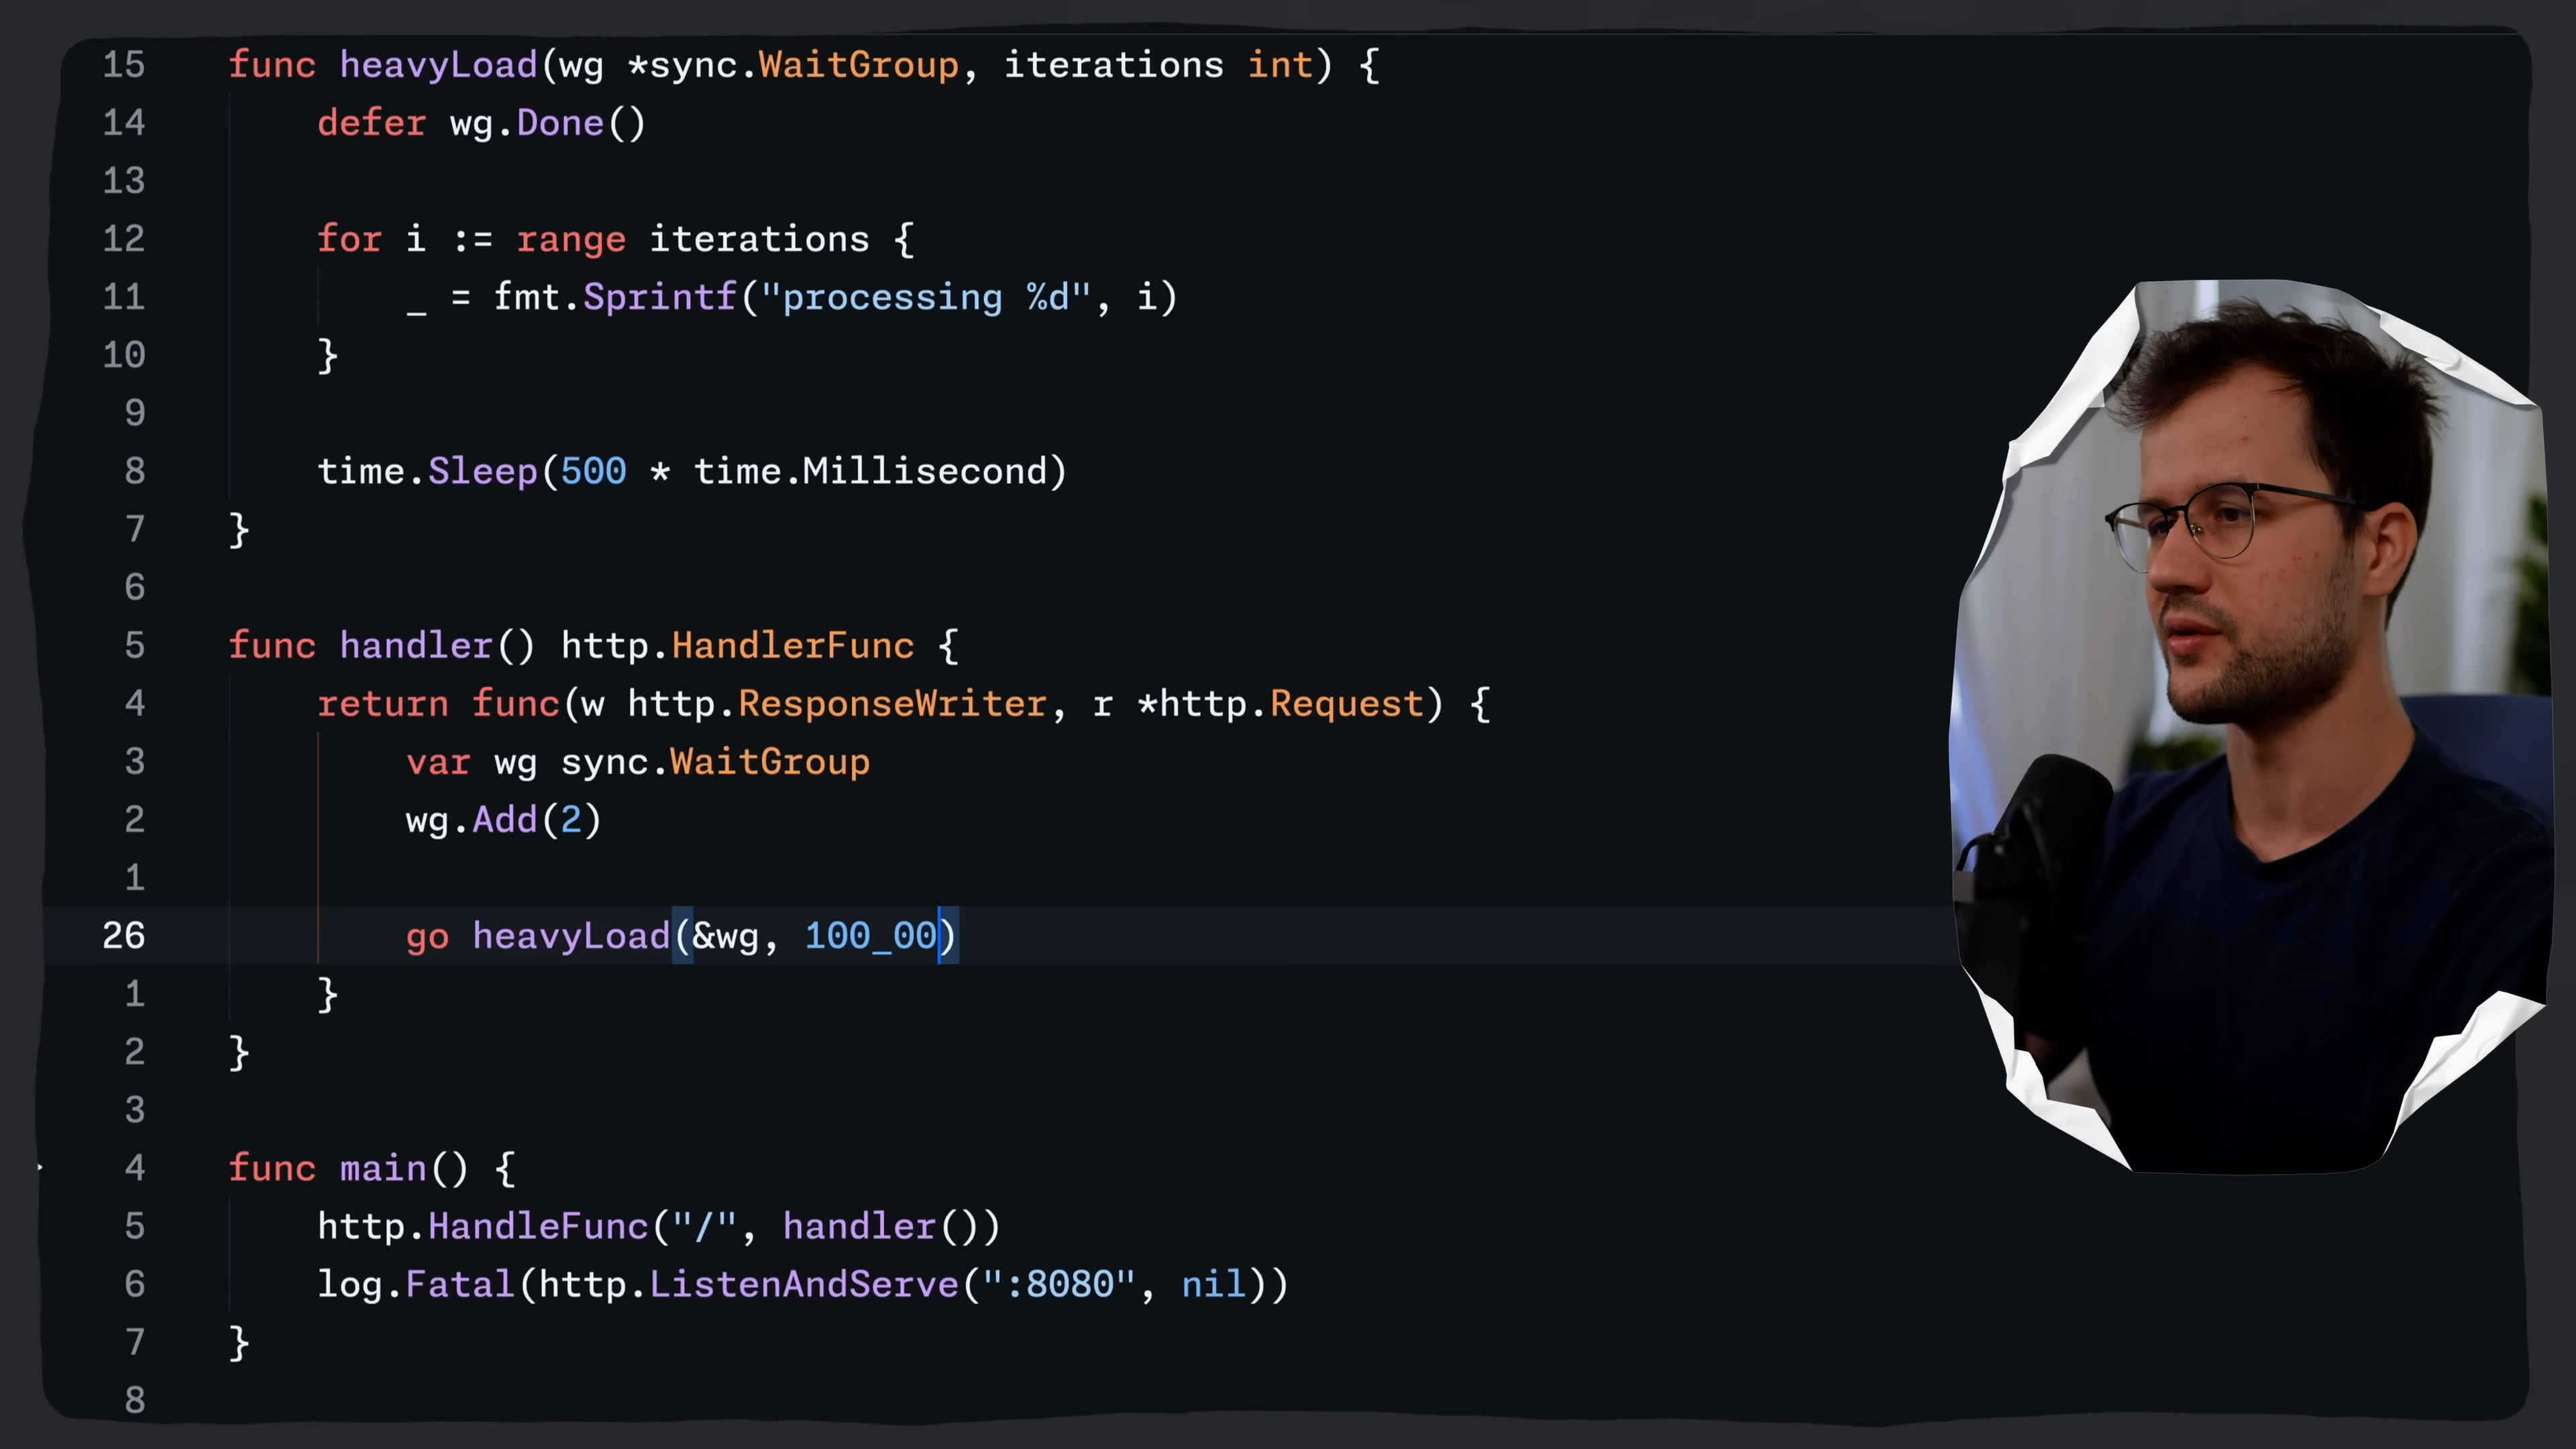 15 func heavyLoad(wg *sync.WaitGroup, iterations int) {
14 defer wg.Done()
13
12 for i := range iterations {
11 _ = fmt.Sprintf("processing %d", i)
10 }
9
8 time.Sleep(500 * time.Millisecond)
7 }
6
5 func handler() http.HandlerFunc {
4 return func(w http.ResponseWriter, r *http.Request) {
3 var wg sync.WaitGroup
2 wg.Add(2)
1
26 go heavyLoad(&wg, 100_00)
1 }
2 }
3
4 func main() {
5 http.HandleFunc("/", handler())
6 log.Fatal(http.ListenAndServe(":8080", nil))
7 }
8